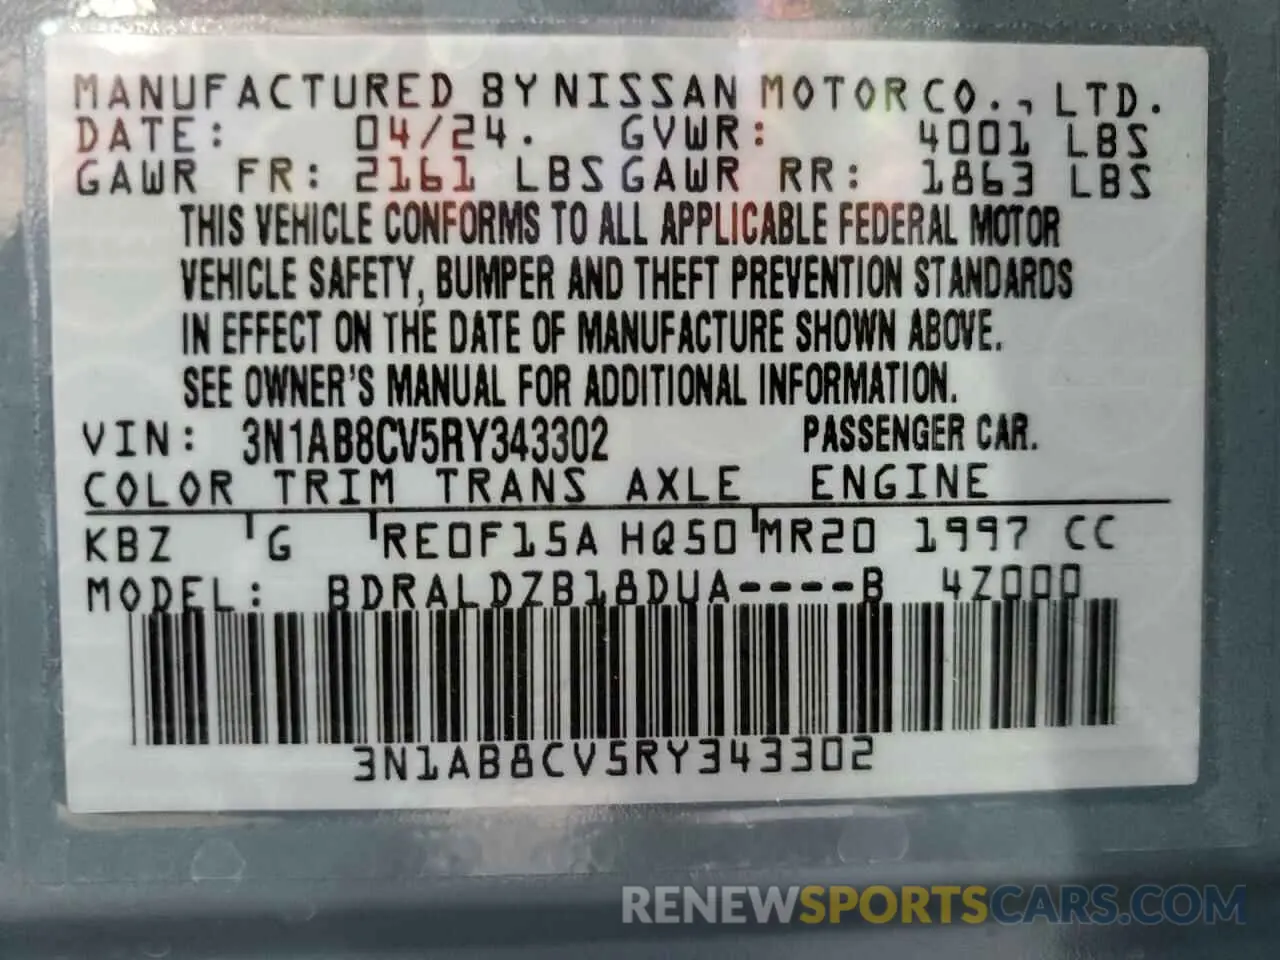 MANUFACTURED BY NISSAN MOTOR CO., LTD.
DATE: 04/24. GVWR: 4001 LBS
GAWR FR: 2161 LBS GAWR RR: 1863 LBS
THIS VEHICLE CONFORMS TO ALL APPLICABLE FEDERAL MOTOR
VEHICLE SAFETY, BUMPER AND THEFT PREVENTION STANDARDS
IN EFFECT ON THE DATE OF MANUFACTURE SHOWN ABOVE.
SEE OWNER'S MANUAL FOR ADDITIONAL INFORMATION.
VIN: 3N1AB8CV5RY343302 PASSENGER CAR.
COLOR TRIM TRANS AXLE ENGINE
KBZ G RE0F15A HQ50 MR20 1997 CC
MODEL: BDRALDZB18DUA----B 4Z000
3N1AB8CV5RY343302
RENEWSPORTSCARS.COM